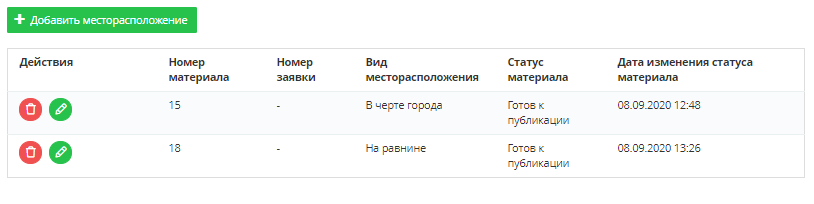 Добавить месторасположение
Действия Номер Номер Вид Статус Дата изменения статуса
материала заявки месторасположения материала материала
15 - В черте города Готов к 08.09.2020 12:48
публикации
18 - На равнине Готов к 08.09.2020 13:26
публикации